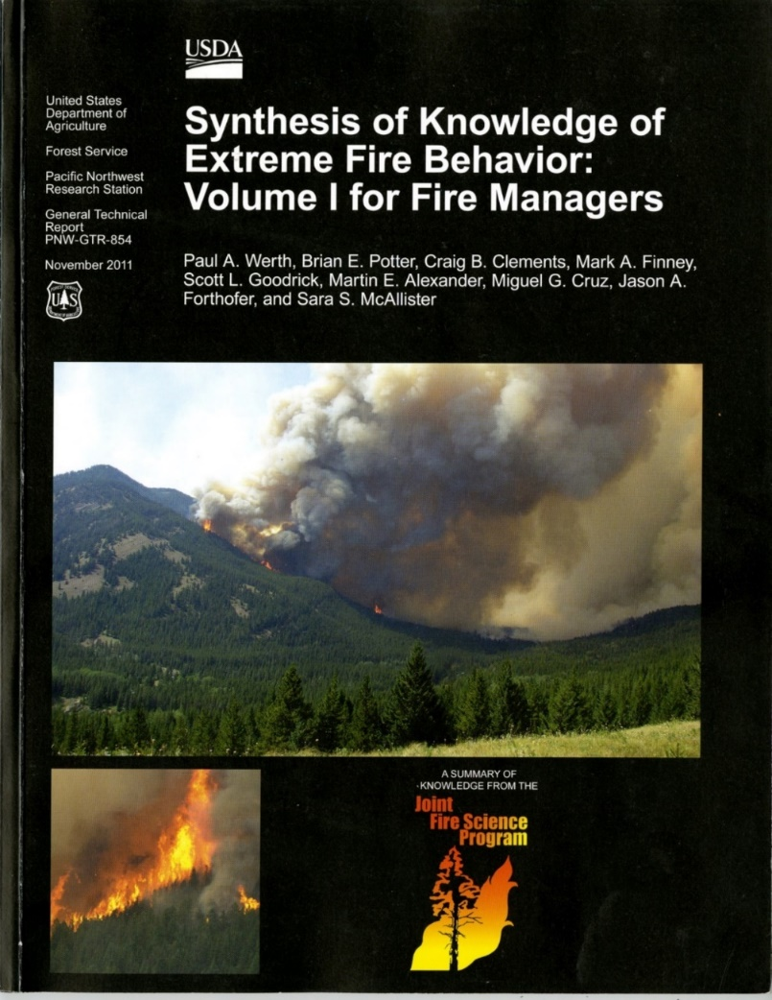 USDA
United States
Department of
Agriculture
Forest Service
Pacific Northwest
Research Station
General Technical
Report
PNW-GTR-854
November 2011
Synthesis of Knowledge of
Extreme Fire Behavior:
Volume I for Fire Managers
Paul A. Werth, Brian E. Potter, Craig B. Clements, Mark A. Finney,
Scott L. Goodrick, Martin E. Alexander, Miguel G. Cruz, Jason A.
Forthofer, and Sara S. McAllister
U S
A SUMMARY OF
KNOWLEDGE FROM THE
Joint
Fire Science
Program